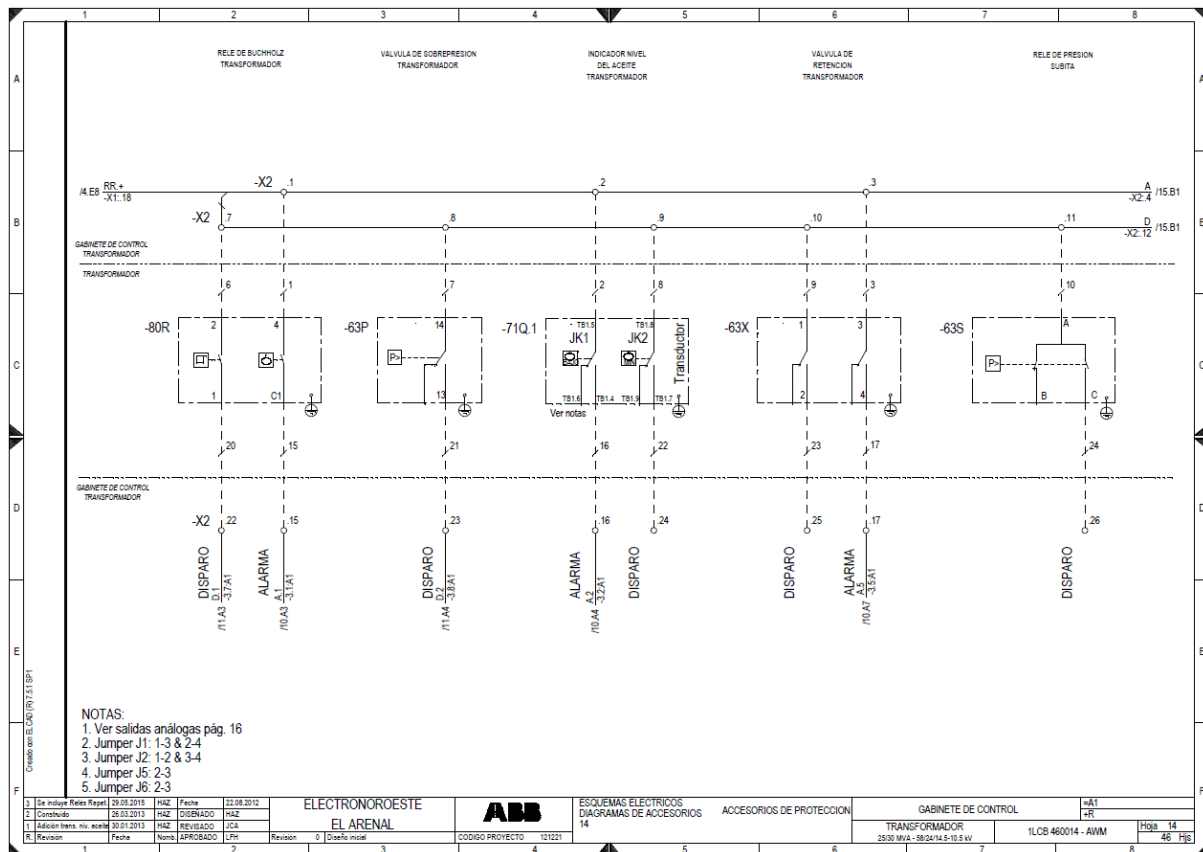 1 2 3 4 5 6 7 8
RELE DE BUCHHOLZ
TRANSFORMADOR
VALVULA DE SOBREPRESION
TRANSFORMADOR
INDICADOR NIVEL
DEL ACEITE
TRANSFORMADOR
VALVULA DE
RETENCION
TRANSFORMADOR
RELE DE PRESION
SUBITA
A A
/4.E8 RR.+
-X1:.18
-X2 .1 .2 .3
A
-X2:.4 /15.B1
B B
-X2 .7 .8 .9 .10 .11
D
-X2:.12 /15.B1
GABINETE DE CONTROL
TRANSFORMADOR
TRANSFORMADOR
6 1 7 2 8 9 3 10
-80R 2 4
1 C1
-63P 14
P>
13
-71Q.1 TB1.5 TB1.8
JK1 JK2
Transductor
TB1.6 TB1.4 TB1.9 TB1.7
Ver notas
-63X 1 3
2 4
-63S A
P>
B C
C C
20 15 21 16 22 23 17 24
GABINETE DE CONTROL
TRANSFORMADOR
D D
-X2 .22 .15 .23 .16 .24 .25 .17 .26
DISPARO
D.1
-3.7:A1
/11.A3
ALARMA
A.1
-3.1:A1
/10.A3
DISPARO
D.2
-3.8:A1
/11.A4
ALARMA
A.2
-3.2:A1
/10.A4
DISPARO
DISPARO
ALARMA
A.5
-3.5:A1
/10.A7
DISPARO
E E
Creado con ELCAD (R) 7.5.1 SP1
NOTAS:
1. Ver salidas análogas pág. 16
2. Jumper J1: 1-3 & 2-4
3. Jumper J2: 1-2 & 3-4
4. Jumper J5: 2-3
5. Jumper J6: 2-3
F F
3 Se incluye Reles Repet. 29.05.2015 HAZ Fecha 22.08.2012
2 Construido 26.03.2013 HAZ DISEÑADO HAZ
1 Adicion trans. niv. aceite 30.01.2013 HAZ REVISADO JCA
R. Revisión Fecha Nomb. APROBADO LFH Revisión 0 Diseño inicial
ELECTRONOROESTE
EL ARENAL
ABB
CODIGO PROYECTO 121221
ESQUEMAS ELECTRICOS
DIAGRAMAS DE ACCESORIOS
14
ACCESORIOS DE PROTECCION
GABINETE DE CONTROL
TRANSFORMADOR
25/30 MVA - 58/24/14.5-10.5 kV
1LCB 460014 - AWM
=A1
+R
Hoja 14
46 Hjs
1 2 3 4 5 6 7 8